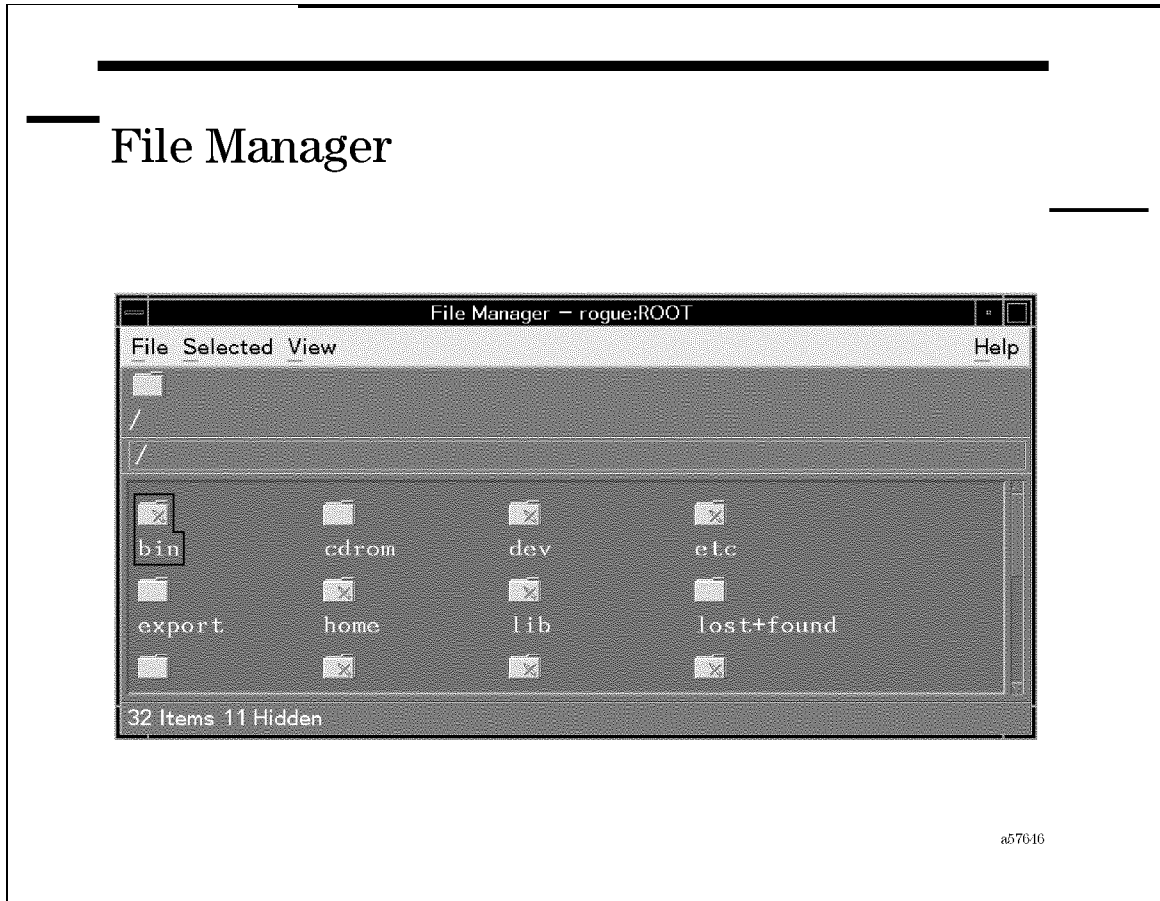 File Manager
File Manager – rogue:ROOT
File Selected View Help
/
/
bin cdrom dev etc
export home lib lost+found
32 Items 11 Hidden
a57646